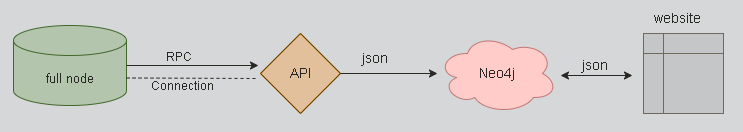 website
RPC
json
full node
API
Neo4j
json
Connection